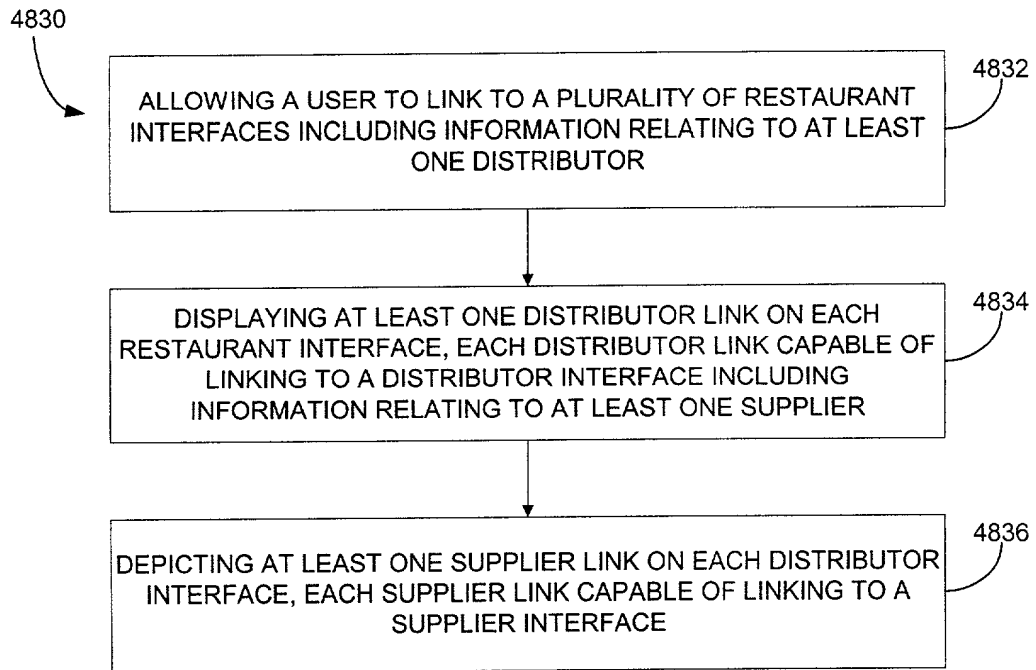 4830
4832
ALLOWING A USER TO LINK TO A PLURALITY OF RESTAURANT
INTERFACES INCLUDING INFORMATION RELATING TO AT LEAST
ONE DISTRIBUTOR
4834
DISPLAYING AT LEAST ONE DISTRIBUTOR LINK ON EACH
RESTAURANT INTERFACE, EACH DISTRIBUTOR LINK CAPABLE OF
LINKING TO A DISTRIBUTOR INTERFACE INCLUDING
INFORMATION RELATING TO AT LEAST ONE SUPPLIER
4836
DEPICTING AT LEAST ONE SUPPLIER LINK ON EACH DISTRIBUTOR
INTERFACE, EACH SUPPLIER LINK CAPABLE OF LINKING TO A
SUPPLIER INTERFACE